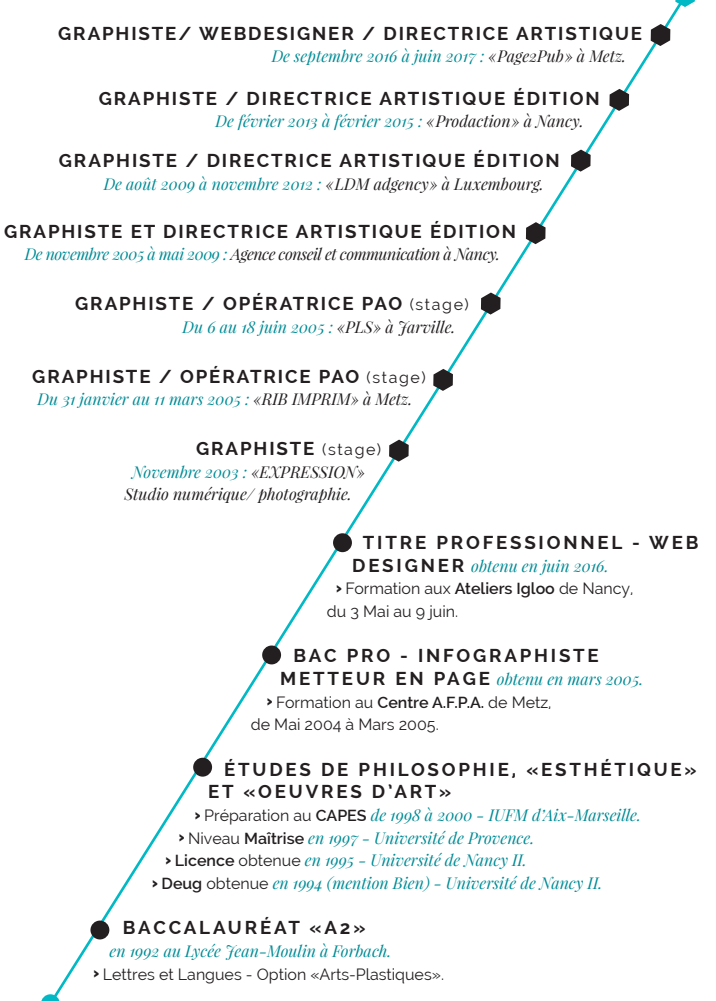 GRAPHISTE/ WEBDESIGNER / DIRECTRICE ARTISTIQUE
De septembre 2016 à juin 2017 : «Page2Pub» à Metz.
GRAPHISTE / DIRECTRICE ARTISTIQUE ÉDITION
De février 2013 à février 2015 : «Prodaction» à Nancy.
GRAPHISTE / DIRECTRICE ARTISTIQUE ÉDITION
De août 2009 à novembre 2012 : «LDM adgency» à Luxembourg.
GRAPHISTE ET DIRECTRICE ARTISTIQUE ÉDITION
De novembre 2005 à mai 2009 : Agence conseil et communication à Nancy.
GRAPHISTE / OPÉRATRICE PAO (stage)
Du 6 au 18 juin 2005 : «PLS» à Jarville.
GRAPHISTE / OPÉRATRICE PAO (stage)
Du 31 janvier au 11 mars 2005 : «RIB IMPRIM» à Metz.
GRAPHISTE (stage)
Novembre 2003 : «EXPRESSION»
Studio numérique/ photographie.
TITRE PROFESSIONNEL - WEB
DESIGNER obtenu en juin 2016.
› Formation aux Ateliers Igloo de Nancy,
du 3 Mai au 9 juin.
BAC PRO - INFOGRAPHISTE
METTEUR EN PAGE obtenu en mars 2005.
› Formation au Centre A.F.P.A. de Metz,
de Mai 2004 à Mars 2005.
ÉTUDES DE PHILOSOPHIE, «ESTHÉTIQUE»
ET «OEUVRES D'ART»
› Préparation au CAPES de 1998 à 2000 - IUFM d'Aix-Marseille.
› Niveau Maîtrise en 1997 - Université de Provence.
› Licence obtenue en 1995 - Université de Nancy II.
› Deug obtenue en 1994 (mention Bien) - Université de Nancy II.
BACCALAURÉAT «A2»
en 1992 au Lycée Jean-Moulin à Forbach.
› Lettres et Langues - Option «Arts-Plastiques».